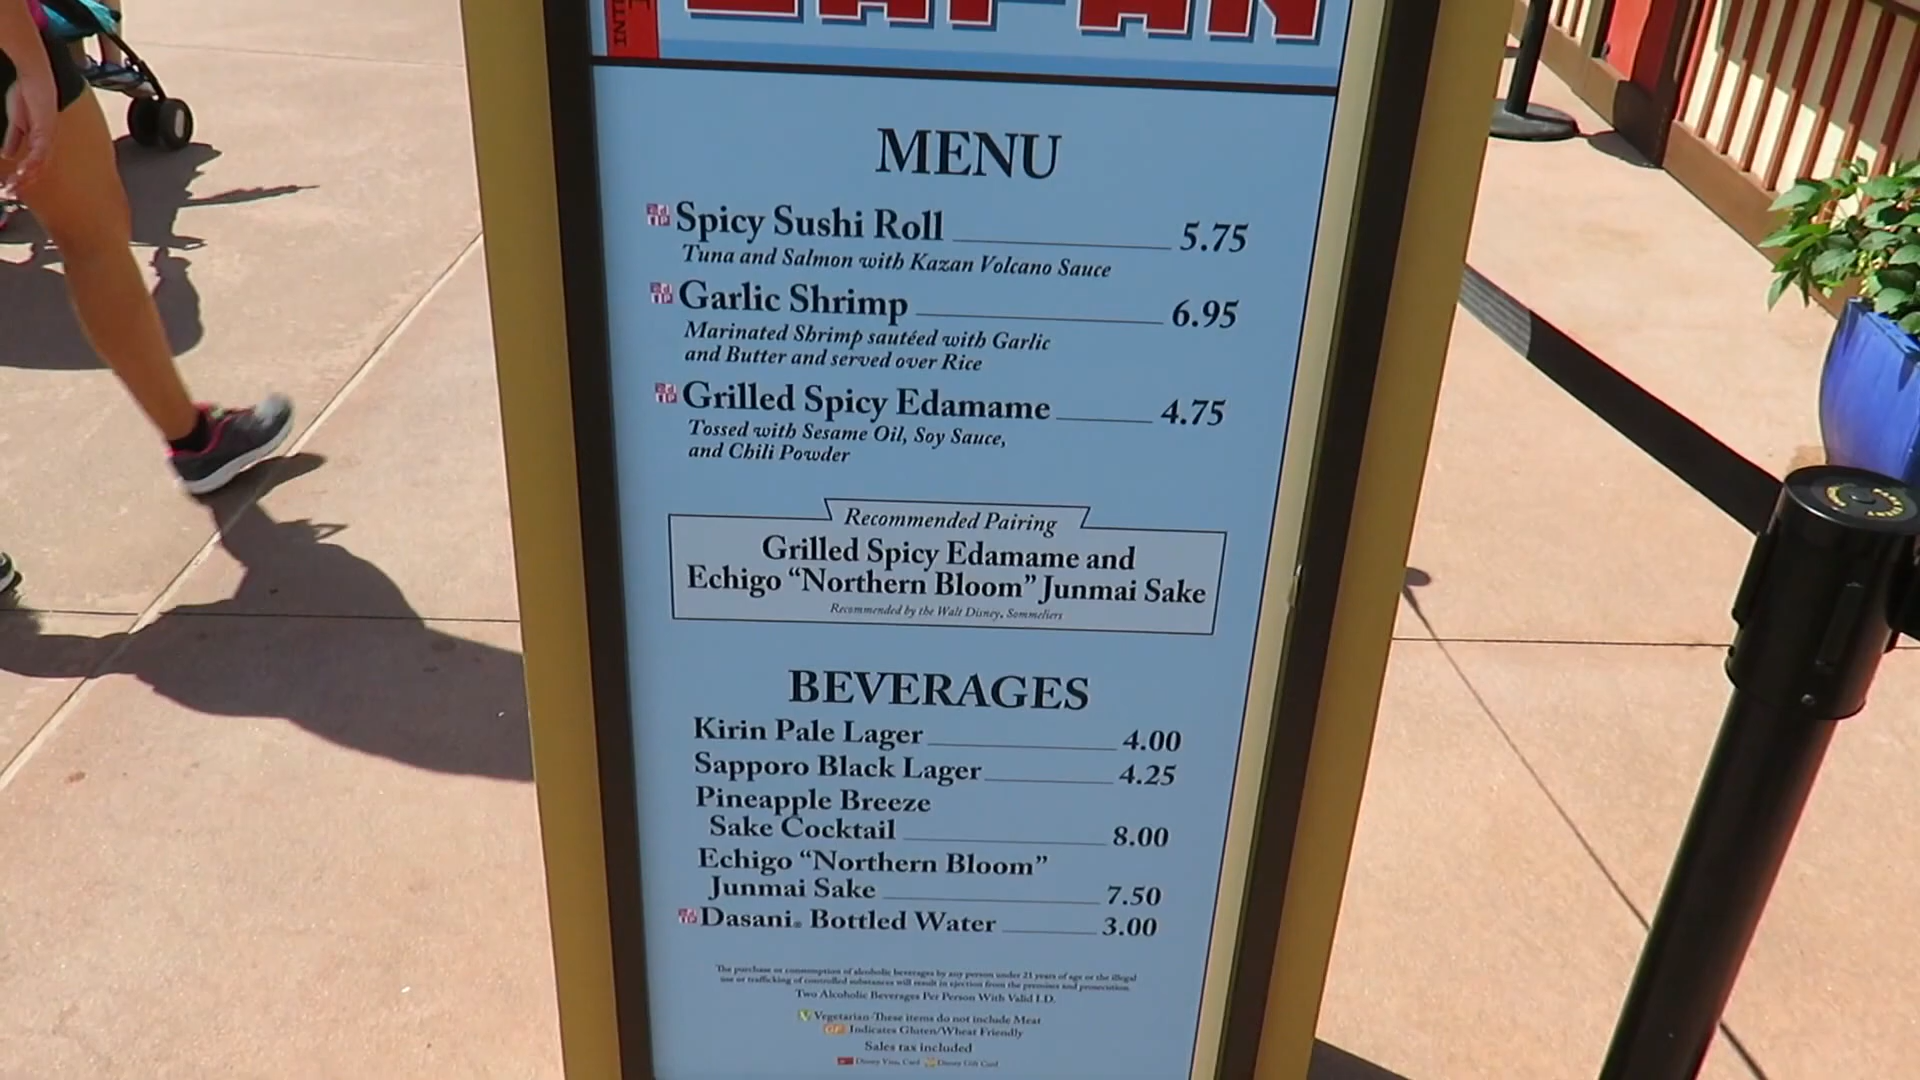 JAPAN
MENU
Spicy Sushi Roll 5.75
Tuna and Salmon with Kazan Volcano Sauce
Garlic Shrimp 6.95
Marinated Shrimp sautéed with Garlic
and Butter and served over Rice
Grilled Spicy Edamame 4.75
Tossed with Sesame Oil, Soy Sauce,
and Chili Powder
Recommended Pairing
Grilled Spicy Edamame and
Echigo “Northern Bloom” Junmai Sake
Recommended by the Walt Disney® Sommeliers
BEVERAGES
Kirin Pale Lager 4.00
Sapporo Black Lager 4.25
Pineapple Breeze
Sake Cocktail 8.00
Echigo “Northern Bloom”
Junmai Sake 7.50
Dasani® Bottled Water 3.00
The purchase or consumption of alcoholic beverages by any person under 21 years of age or the illegal
use or trafficking of controlled substances will result in ejection from the premises and prosecution.
Two Alcoholic Beverages Per Person With Valid I.D.
V Vegetarian-These items do not include Meat
GF Indicates Gluten/Wheat Friendly
Sales tax included
Disney Visa® Card Disney Gift Card